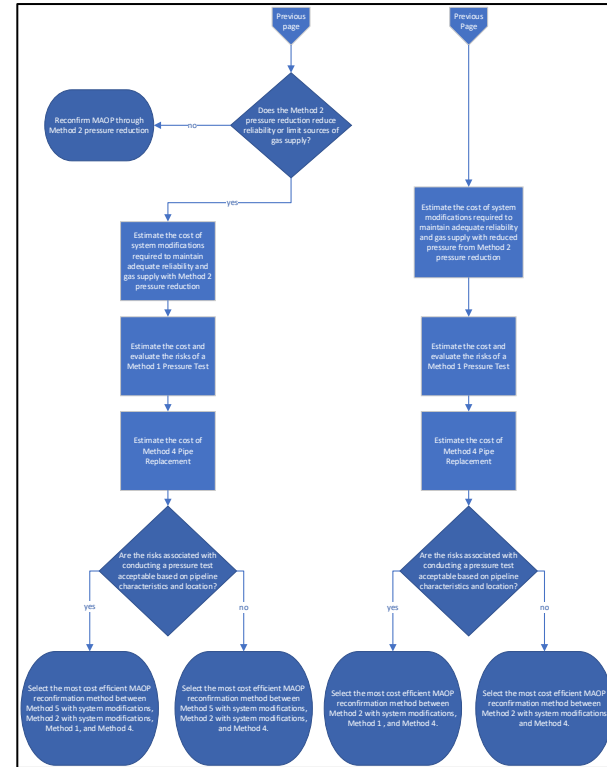 Previous
page
Previous
Page
Does the Method 2
pressure reduction reduce
reliability or limit sources of
gas supply?
no
Reconfirm MAOP through
Method 2 pressure reduction
yes
Estimate the cost of
system modifications
required to maintain
adequate reliability and
gas supply with Method 2
pressure reduction
Estimate the cost of system
modifications required to
maintain adequate reliability
and gas supply with reduced
pressure from Method 2
pressure reduction
Estimate the cost and
evaluate the risks of a
Method 1 Pressure Test
Estimate the cost and
evaluate the risks of a
Method 1 Pressure Test
Estimate the cost of
Method 4 Pipe
Replacement
Estimate the cost of
Method 4 Pipe
Replacement
Are the risks associated with
conducting a pressure test
acceptable based on pipeline
characteristics and location?
yes
no
Are the risks associated with
conducting a pressure test
acceptable based on pipeline
characteristics and location?
yes
no
Select the most cost efficient MAOP
reconfirmation method between
Method 5 with system modifications,
Method 2 with system modifications,
Method 1, and Method 4.
Select the most cost efficient MAOP
reconfirmation method between
Method 5 with system modifications,
Method 2 with system modifications,
and Method 4.
Select the most cost efficient MAOP
reconfirmation method between
Method 2 with system modifications,
Method 1 , and Method 4.
Select the most cost efficient MAOP
reconfirmation method between
Method 2 with system modifications
and Method 4.